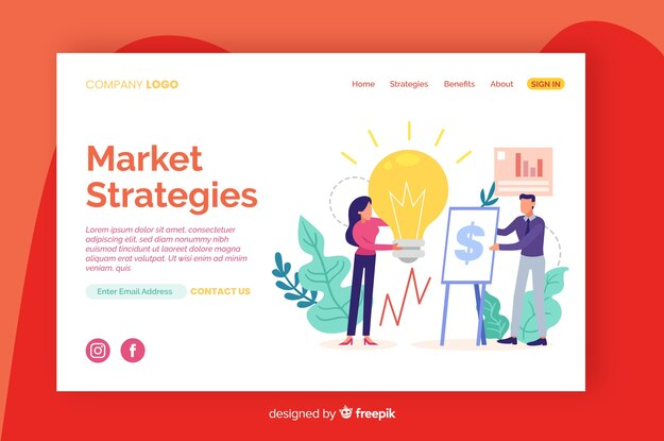 COMPANY LOGO
Home Strategies Benefits About SIGN IN
Market
Strategies
Lorem ipsum dolor sit amet, consectetuer
adipiscing elit, sed diam nonummy nibh
euismod tincidunt ut laoreet dolore magna
aliquam erat volutpat. Ut wisi enim ad minim
veniam, quis
Enter Email Address CONTACT US
$
designed by freepik